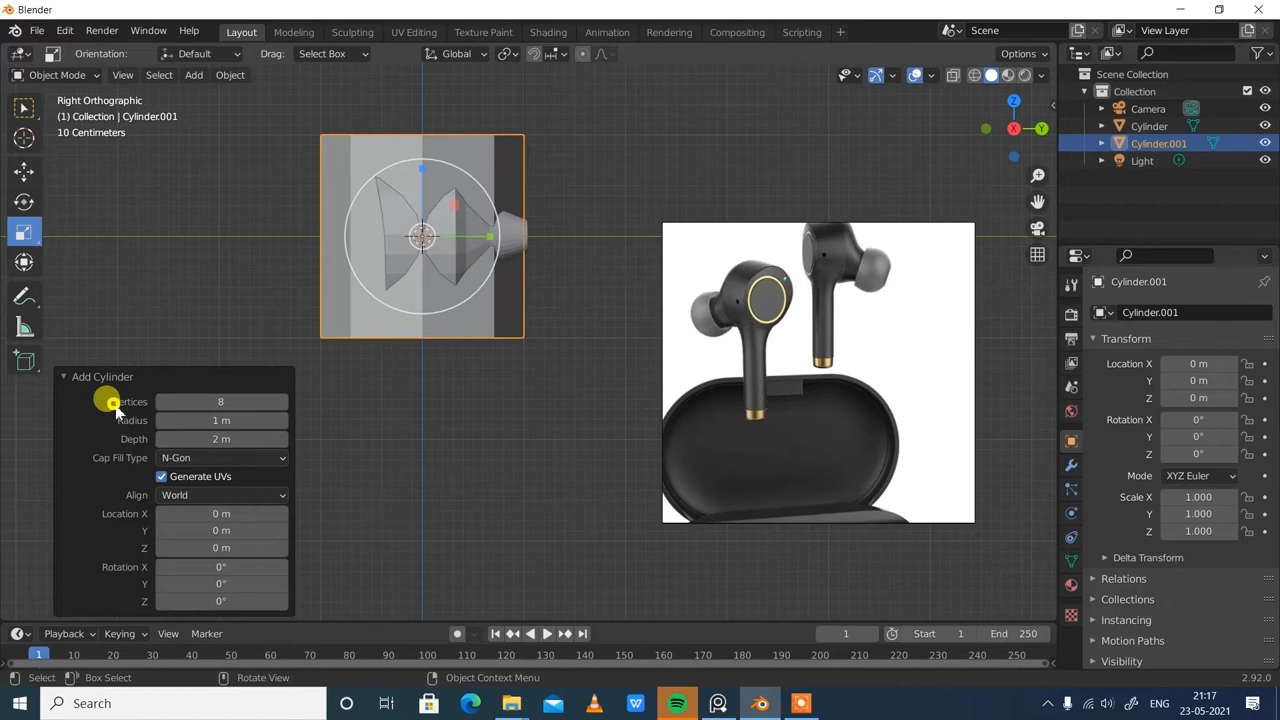 Blender
File Edit Render Window Help
Layout Modeling Sculpting UV Editing Texture Paint Shading Animation Rendering Compositing Scripting +
Scene
View Layer
Orientation: Default Drag: Select Box Global Options
Object Mode View Select Add Object
Right Orthographic
(1) Collection | Cylinder.001
10 Centimeters
Z
X
Y
Scene Collection
Collection
Camera
Cylinder
Cylinder.001
Light
Cylinder.001
Cylinder.001
Transform
Location X 0 m
Y 0 m
Z 0 m
Rotation X 0°
Y 0°
Z 0°
Mode XYZ Euler
Scale X 1.000
Y 1.000
Z 1.000
Delta Transform
Relations
Collections
Instancing
Motion Paths
Visibility
Add Cylinder
8
Radius 1 m
Depth 2 m
Cap Fill Type N-Gon
Generate UVs
Align World
Location X 0 m
Y 0 m
Z 0 m
Rotation X 0°
Y 0°
Z 0°
Playback Keying View Marker
1 Start 1 End 250
1 10 20 30 40 50 60 70 80 90 100 110 120 130 140 150 160 170 180 190 200 210 220 230 240 250
Select Box Select Rotate View Object Context Menu 2.92.0
Search
ENG
21:17
23-05-2021